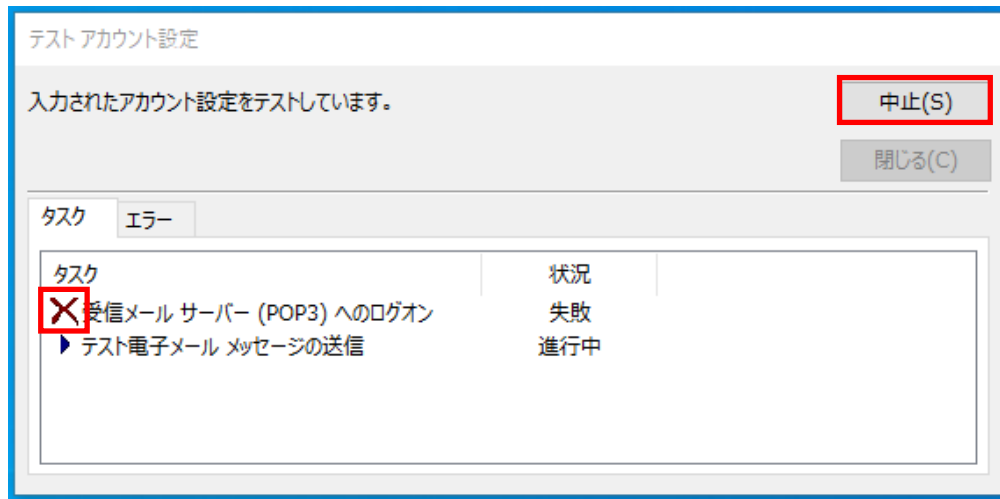 テスト アカウント設定
入力されたアカウント設定をテストしています。
中止(S)
閉じる(C)
タスク エラー
タスク 状況
受信メール サーバー (POP3) へのログオン 失敗
テスト電子メール メッセージの送信 進行中